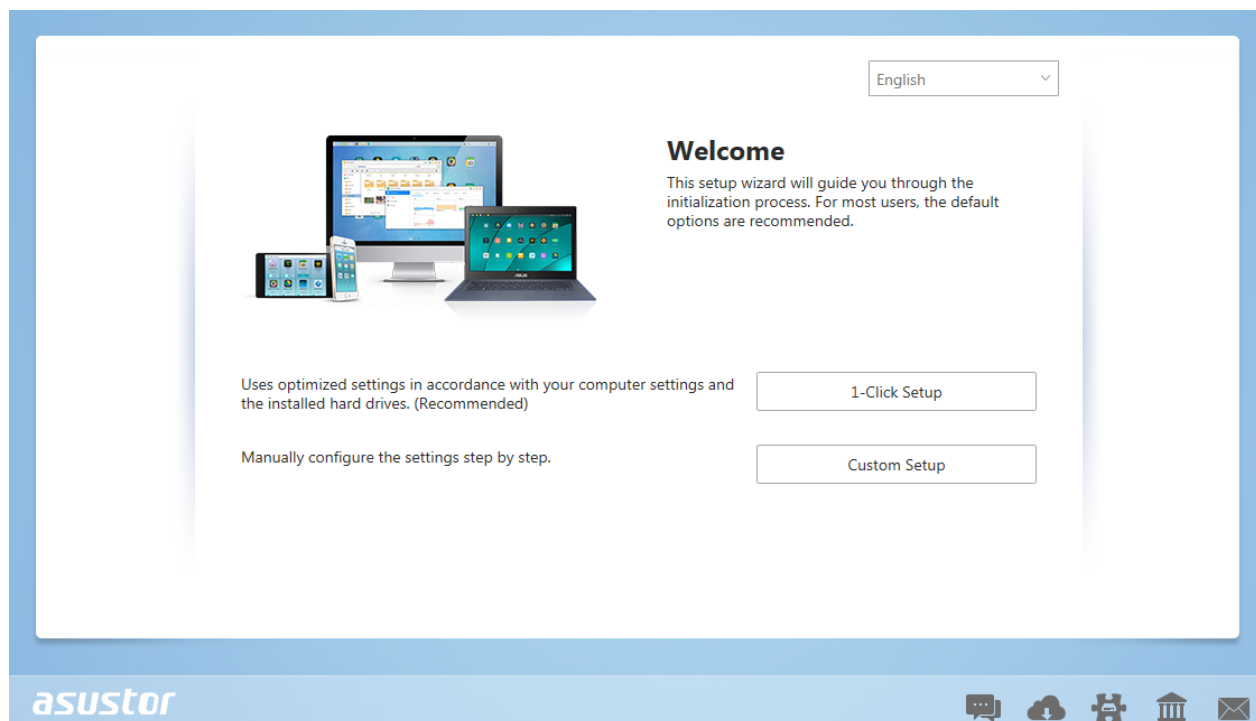 English
Welcome
This setup wizard will guide you through the
initialization process. For most users, the default
options are recommended.
Uses optimized settings in accordance with your computer settings and
the installed hard drives. (Recommended)
1-Click Setup
Manually configure the settings step by step.
Custom Setup
asustor